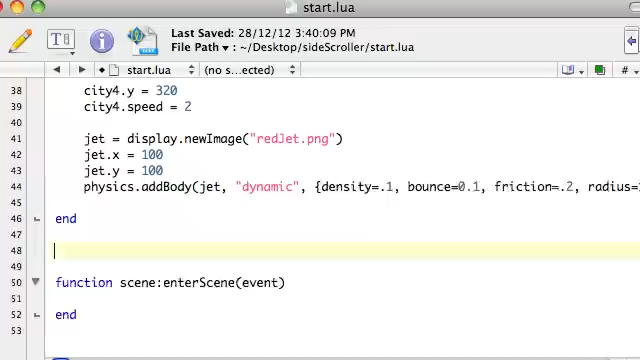 start.lua
Last Saved: 28/12/12 3:40:09 PM
File Path: ~/Desktop/sideScroller/start.lua
start.lua (no s...ected) #
38 city4.y = 320
39 city4.speed = 2
40
41 jet = display.newImage("redJet.png")
42 jet.x = 100
43 jet.y = 100
44 physics.addBody(jet, "dynamic", {density=.1, bounce=0.1, friction=.2, radius=
45
46 end
47
48
49
50 function scene:enterScene(event)
51
52 end
53